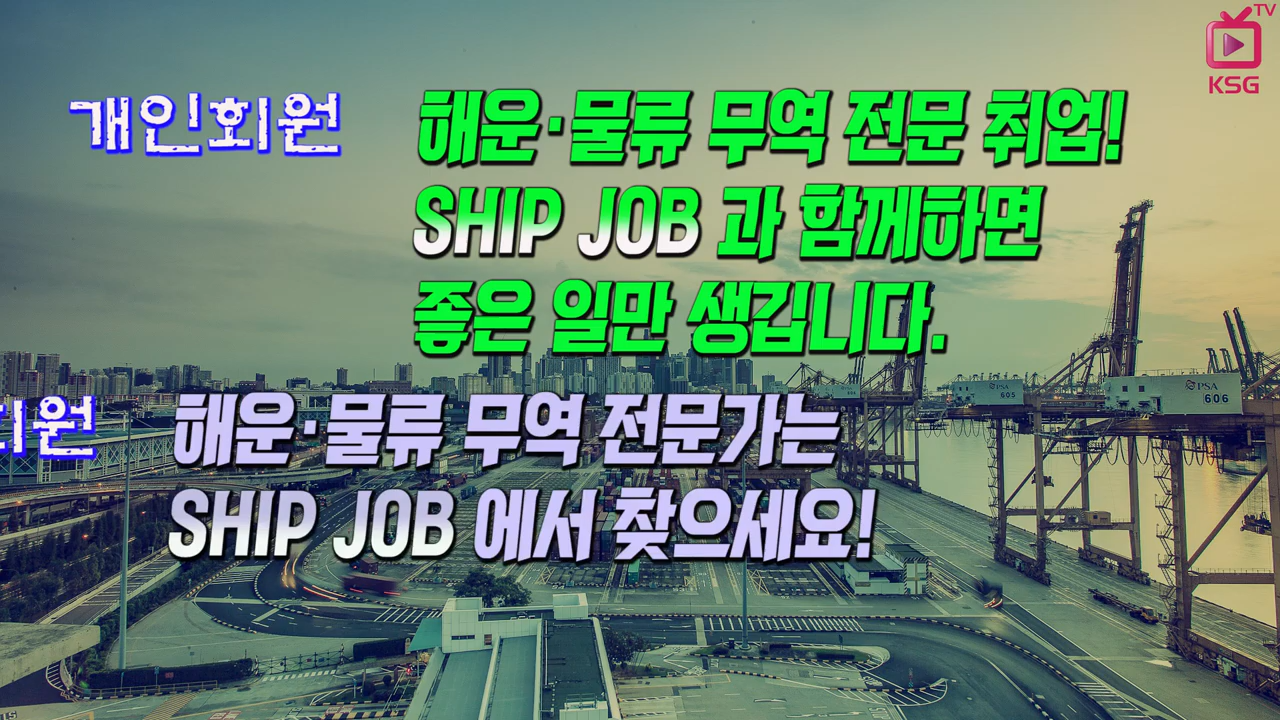 TV
KSG
개인회원
해운·물류 무역 전문 취업!
SHIP JOB 과 함께하면
좋은 일만 생깁니다.
회원
해운·물류 무역 전문가는
SHIP JOB 에서 찾으세요!
PSA
605
PSA
606